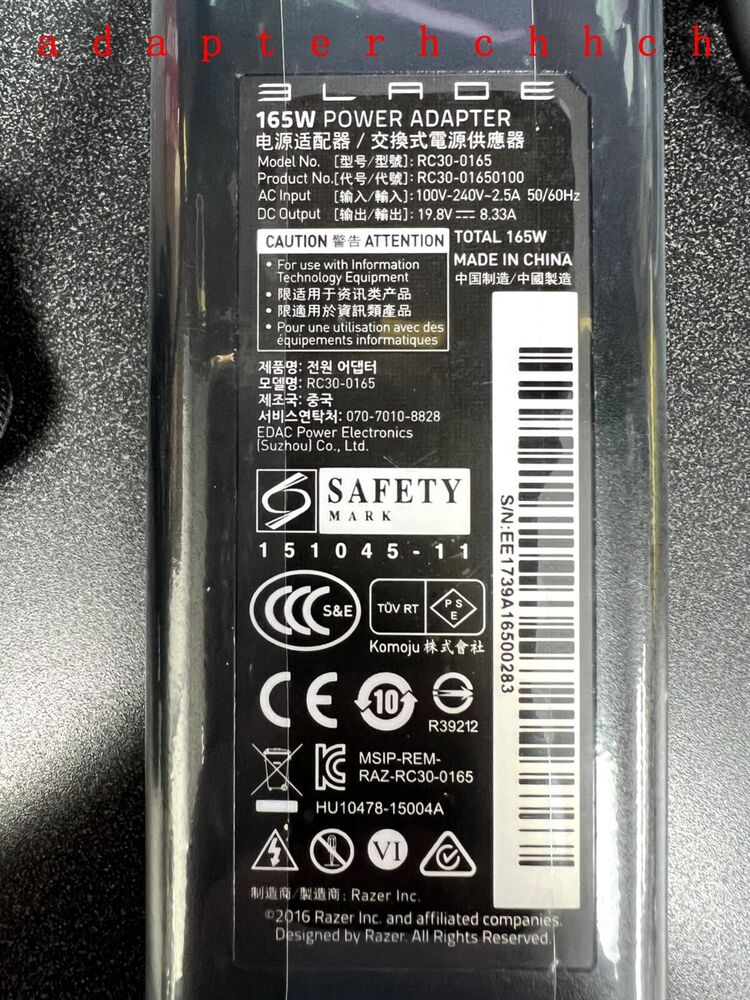 adapterhchhch
BLADE
165W POWER ADAPTER
电源适配器 / 交換式電源供應器
Model No. [型号/型號]: RC30-0165
Product No.[代号/代號]: RC30-01650100
AC Input [输入/輸入]: 100V-240V~2.5A 50/60Hz
DC Output [输出/輸出]: 19.8V⎓ 8.33A
CAUTION 警告 ATTENTION
• For use with Information
Technology Equipment
• 限适用于资讯类产品
• 限適用於資訊類產品
• Pour une utilisation avec des
équipements informatiques
TOTAL 165W
MADE IN CHINA
中国制造/中國製造
제품명: 전원 어댑터
모델명: RC30-0165
제조국: 중국
서비스연락처: 070-7010-8828
EDAC Power Electronics
(Suzhou) Co., Ltd.
SAFETY
MARK
151045-11
S/N:EE1739A16500283
CCC S&E
TÜV RT
PSE
Komoju 株式會社
CE
10
R39212
MSIP-REM-
RAZ-RC30-0165
HU10478-15004A
VI
制造商/製造商: Razer Inc.
©2016 Razer Inc. and affiliated companies.
Designed by Razer. All Rights Reserved.